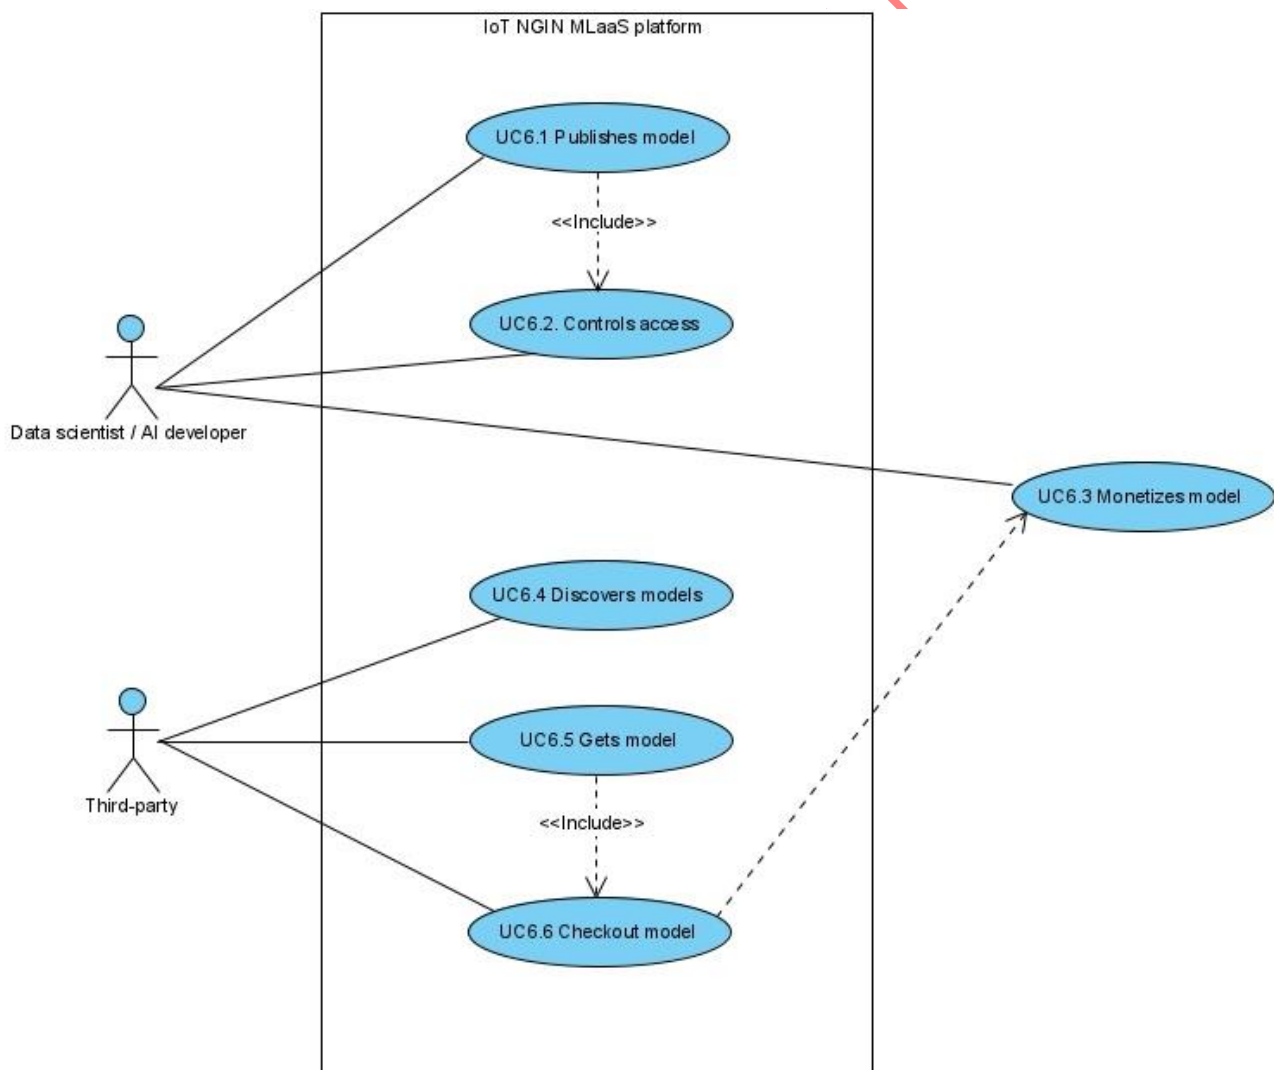 IoT NGIN MLaaS platform
UC6.1 Publishes model
<<Include>>
UC6.2. Controls access
Data scientist / AI developer
UC6.3 Monetizes model
UC6.4 Discovers models
UC6.5 Gets model
Third-party
<<Include>>
UC6.6 Checkout model